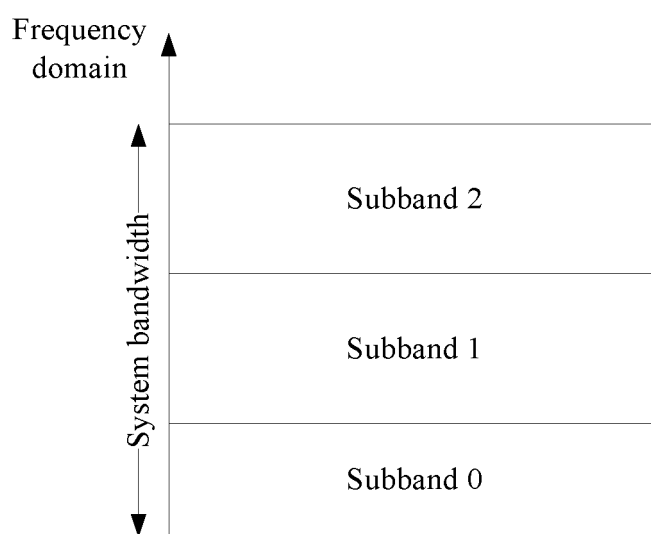 Frequency
domain
Subband 2
System bandwidth
Subband 1
Subband 0